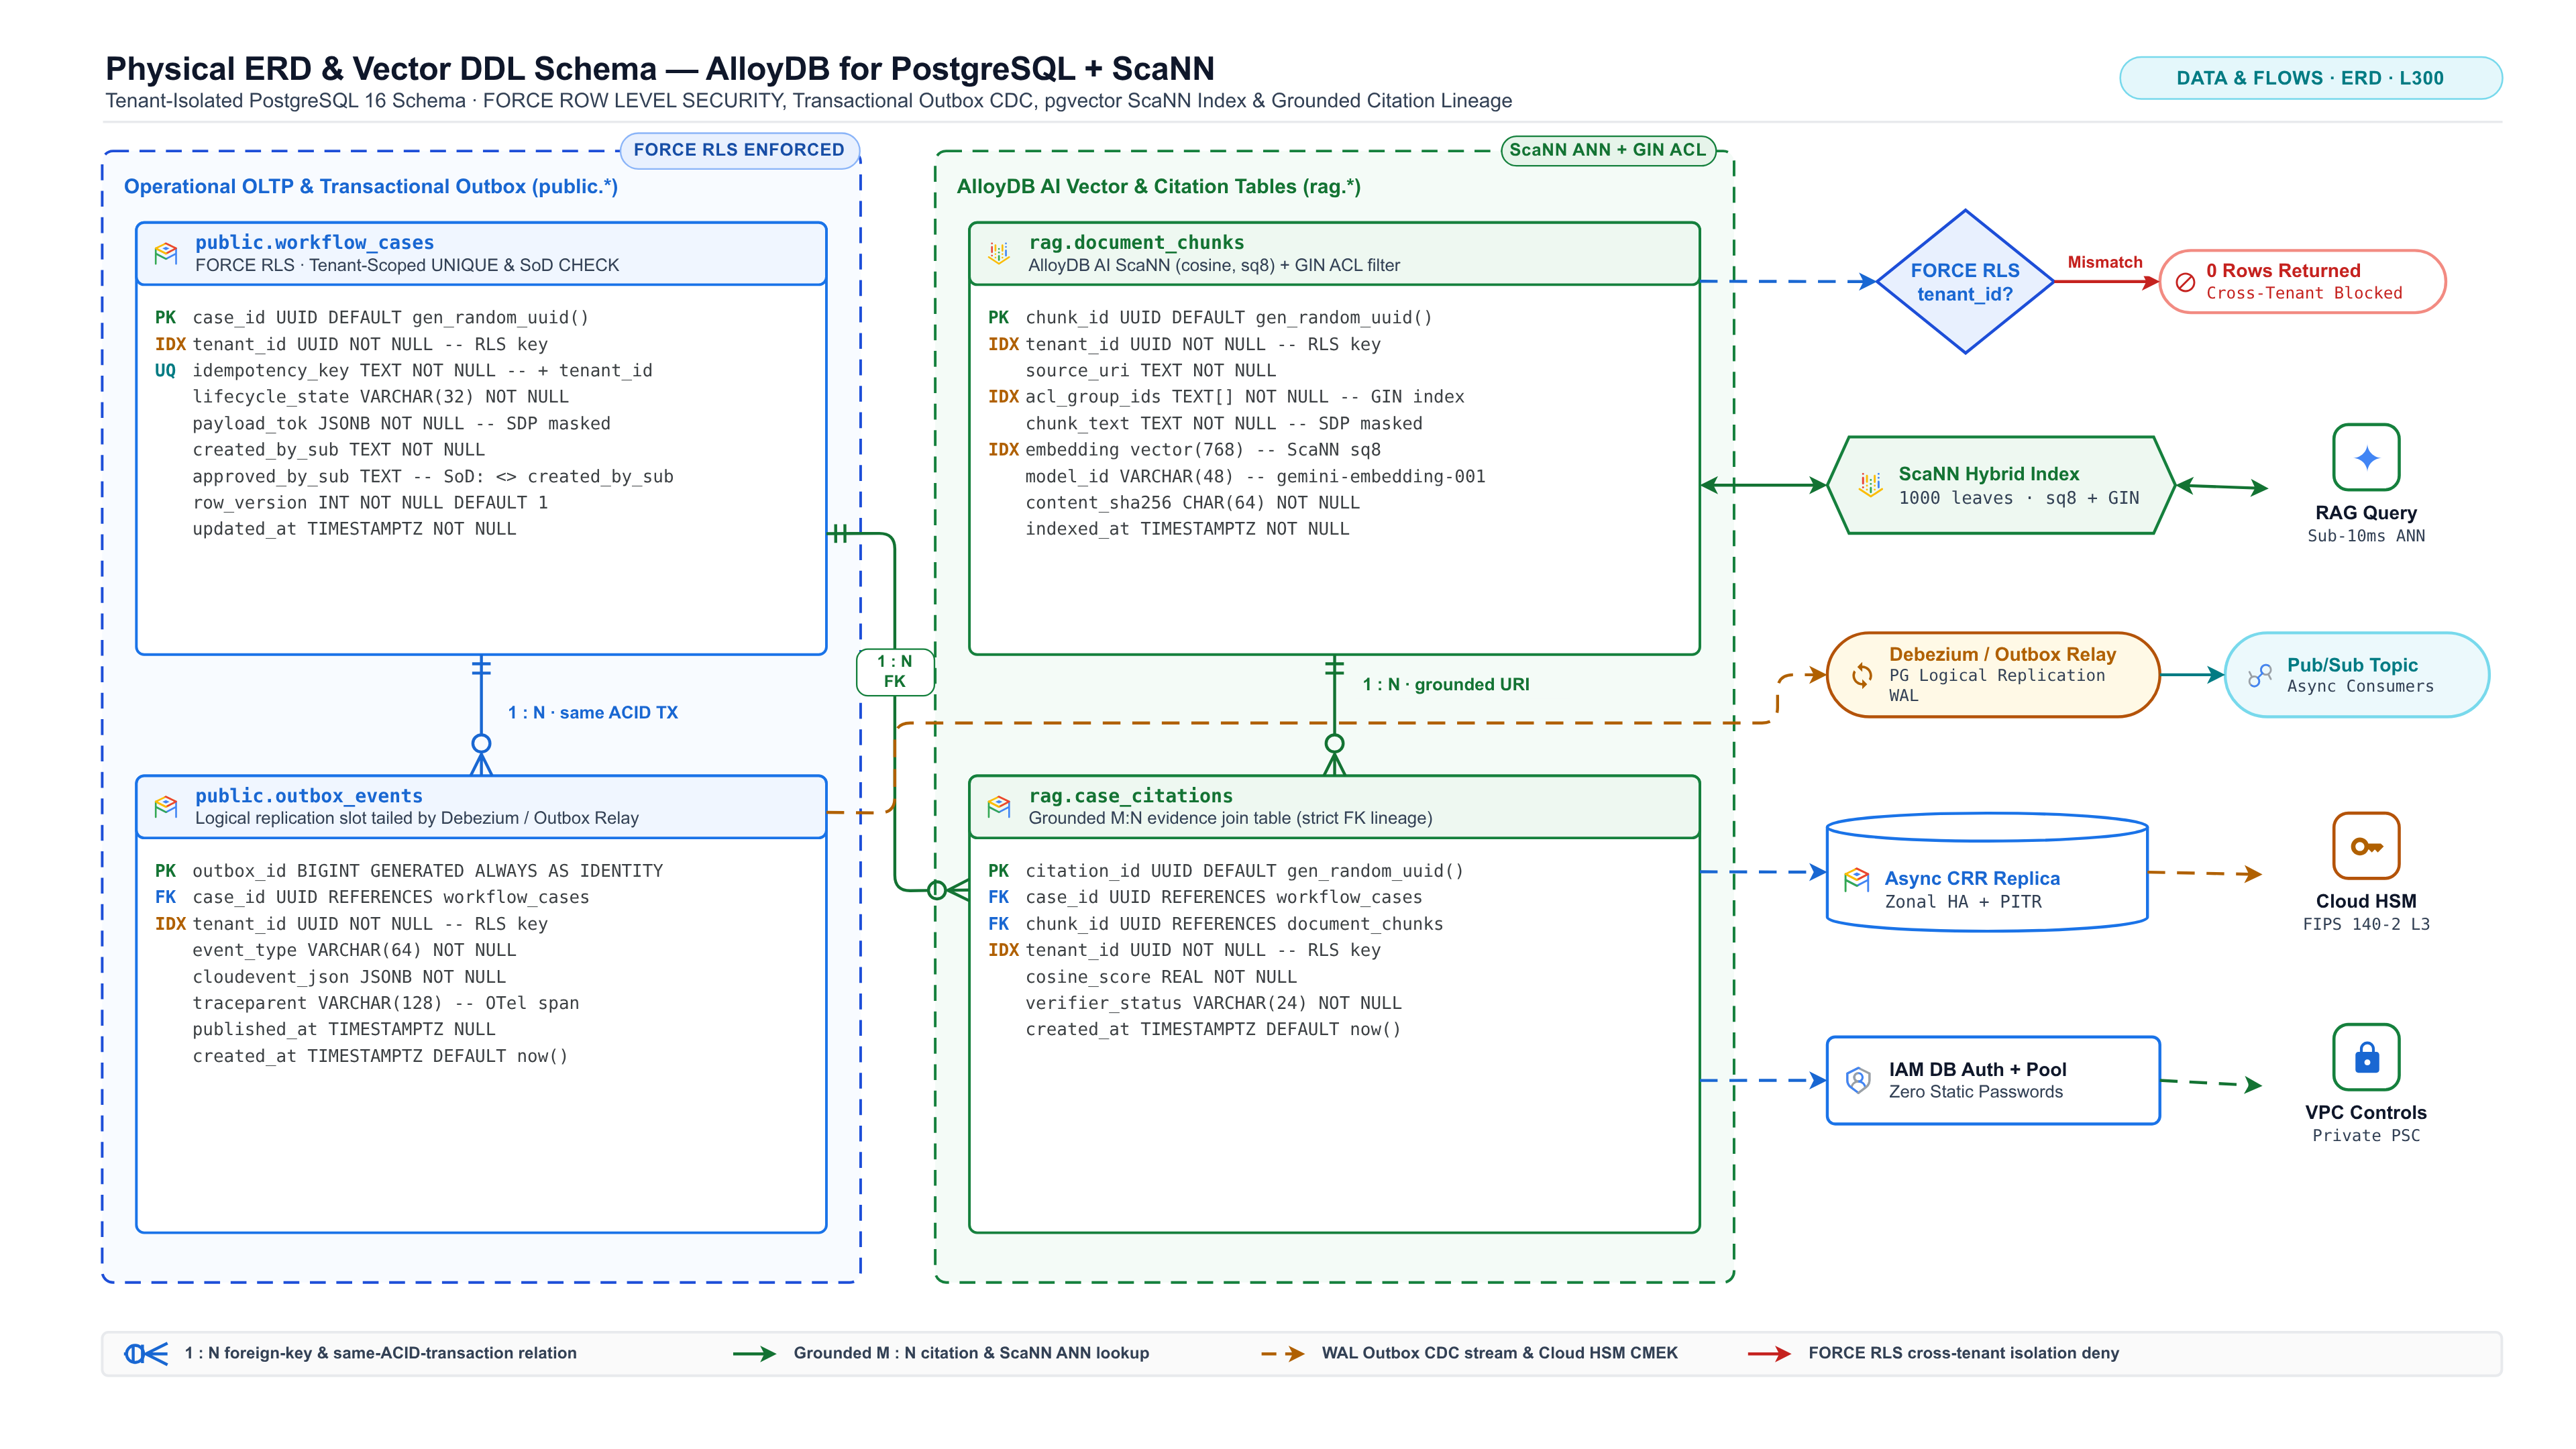 Physical ERD & Vector DDL Schema — AlloyDB for PostgreSQL + ScaNN
Tenant-Isolated PostgreSQL 16 Schema · FORCE ROW LEVEL SECURITY, Transactional Outbox CDC, pgvector ScaNN Index & Grounded Citation Lineage
DATA & FLOWS · ERD · L300
FORCE RLS ENFORCED
Operational OLTP & Transactional Outbox (public.*)
public.workflow_cases
FORCE RLS · Tenant-Scoped UNIQUE & SoD CHECK
PK case_id UUID DEFAULT gen_random_uuid()
IDX tenant_id UUID NOT NULL -- RLS key
UQ idempotency_key TEXT NOT NULL -- + tenant_id
lifecycle_state VARCHAR(32) NOT NULL
payload_tok JSONB NOT NULL -- SDP masked
created_by_sub TEXT NOT NULL
approved_by_sub TEXT -- SoD: <> created_by_sub
row_version INT NOT NULL DEFAULT 1
updated_at TIMESTAMPTZ NOT NULL
1 : N · same ACID TX
public.outbox_events
Logical replication slot tailed by Debezium / Outbox Relay
PK outbox_id BIGINT GENERATED ALWAYS AS IDENTITY
FK case_id UUID REFERENCES workflow_cases
IDX tenant_id UUID NOT NULL -- RLS key
event_type VARCHAR(64) NOT NULL
cloudevent_json JSONB NOT NULL
traceparent VARCHAR(128) -- OTel span
published_at TIMESTAMPTZ NULL
created_at TIMESTAMPTZ DEFAULT now()
1 : N
FK
ScaNN ANN + GIN ACL
AlloyDB AI Vector & Citation Tables (rag.*)
rag.document_chunks
AlloyDB AI ScaNN (cosine, sq8) + GIN ACL filter
PK chunk_id UUID DEFAULT gen_random_uuid()
IDX tenant_id UUID NOT NULL -- RLS key
source_uri TEXT NOT NULL
IDX acl_group_ids TEXT[] NOT NULL -- GIN index
chunk_text TEXT NOT NULL -- SDP masked
IDX embedding vector(768) -- ScaNN sq8
model_id VARCHAR(48) -- gemini-embedding-001
content_sha256 CHAR(64) NOT NULL
indexed_at TIMESTAMPTZ NOT NULL
1 : N · grounded URI
rag.case_citations
Grounded M:N evidence join table (strict FK lineage)
PK citation_id UUID DEFAULT gen_random_uuid()
FK case_id UUID REFERENCES workflow_cases
FK chunk_id UUID REFERENCES document_chunks
IDX tenant_id UUID NOT NULL -- RLS key
cosine_score REAL NOT NULL
verifier_status VARCHAR(24) NOT NULL
created_at TIMESTAMPTZ DEFAULT now()
FORCE RLS
tenant_id?
Mismatch
0 Rows Returned
Cross-Tenant Blocked
ScaNN Hybrid Index
1000 leaves · sq8 + GIN
RAG Query
Sub-10ms ANN
Debezium / Outbox Relay
PG Logical Replication
WAL
Pub/Sub Topic
Async Consumers
Async CRR Replica
Zonal HA + PITR
Cloud HSM
FIPS 140-2 L3
IAM DB Auth + Pool
Zero Static Passwords
VPC Controls
Private PSC
1 : N foreign-key & same-ACID-transaction relation
Grounded M : N citation & ScaNN ANN lookup
WAL Outbox CDC stream & Cloud HSM CMEK
FORCE RLS cross-tenant isolation deny